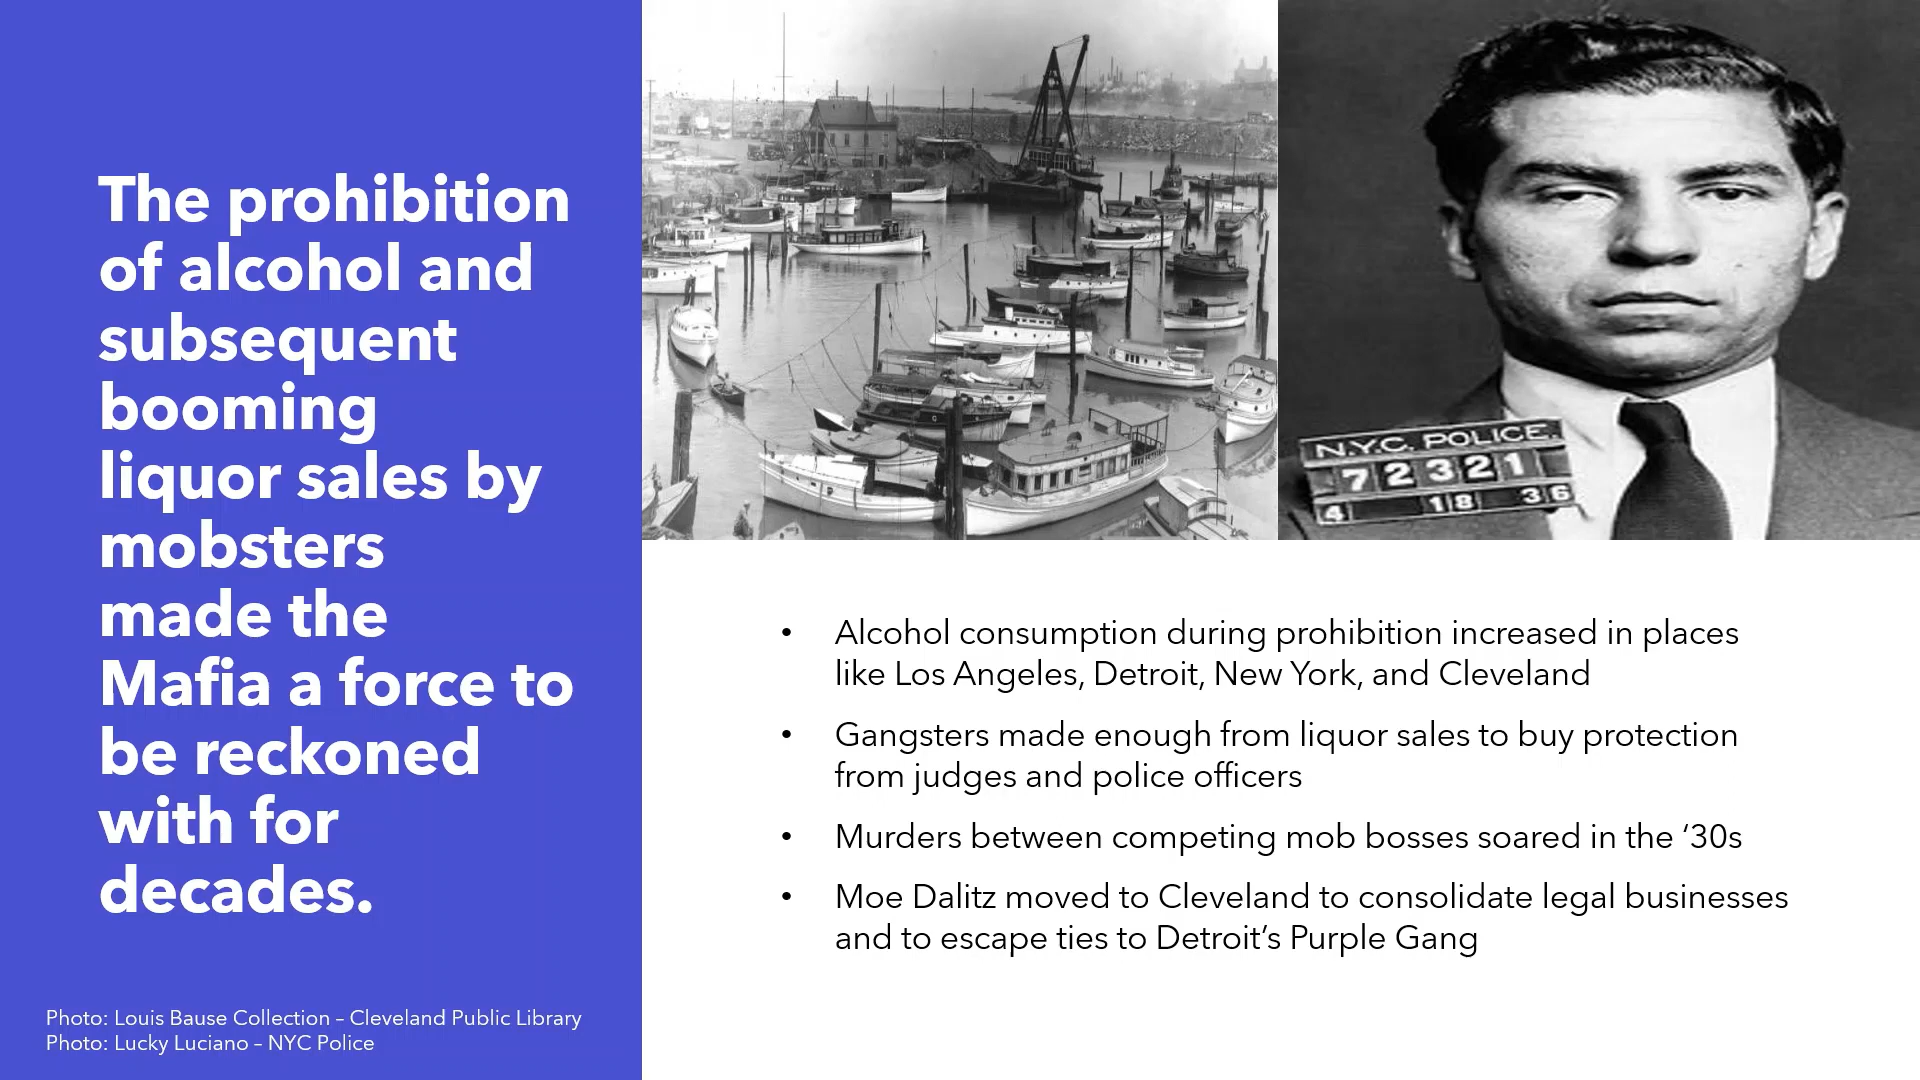 The prohibition
of alcohol and
subsequent
booming
liquor sales by
mobsters
made the
Mafia a force to
be reckoned
with for
decades.
Photo: Louis Bause Collection – Cleveland Public Library
Photo: Lucky Luciano – NYC Police
N.Y.C. POLICE.
72321
4 18 36
• Alcohol consumption during prohibition increased in places
like Los Angeles, Detroit, New York, and Cleveland
• Gangsters made enough from liquor sales to buy protection
from judges and police officers
• Murders between competing mob bosses soared in the ‘30s
• Moe Dalitz moved to Cleveland to consolidate legal businesses
and to escape ties to Detroit’s Purple Gang